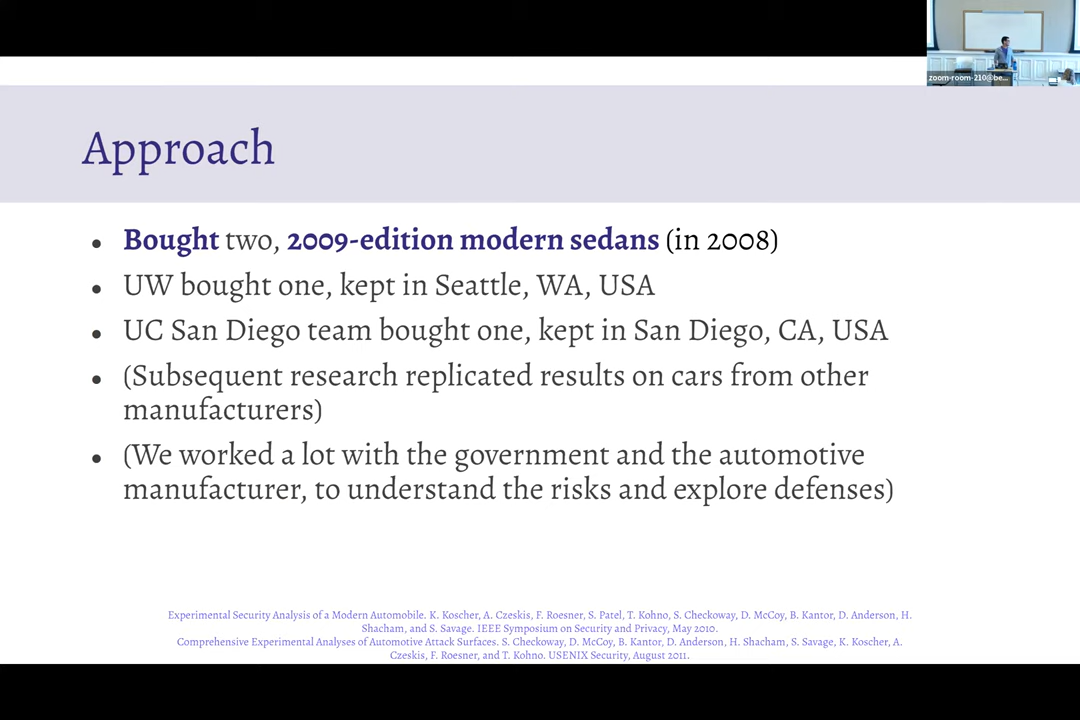 zoom-room-210@be...
Approach
• Bought two, 2009-edition modern sedans (in 2008)
• UW bought one, kept in Seattle, WA, USA
• UC San Diego team bought one, kept in San Diego, CA, USA
• (Subsequent research replicated results on cars from other
manufacturers)
• (We worked a lot with the government and the automotive
manufacturer, to understand the risks and explore defenses)
Experimental Security Analysis of a Modern Automobile. K. Koscher, A. Czeskis, F. Roesner, S. Patel, T. Kohno, S. Checkoway, D. McCoy, B. Kantor, D. Anderson, H.
Shacham, and S. Savage. IEEE Symposium on Security and Privacy, May 2010.
Comprehensive Experimental Analyses of Automotive Attack Surfaces. S. Checkoway, D. McCoy, B. Kantor, D. Anderson, H. Shacham, S. Savage, K. Koscher, A.
Czeskis, F. Roesner, and T. Kohno. USENIX Security, August 2011.